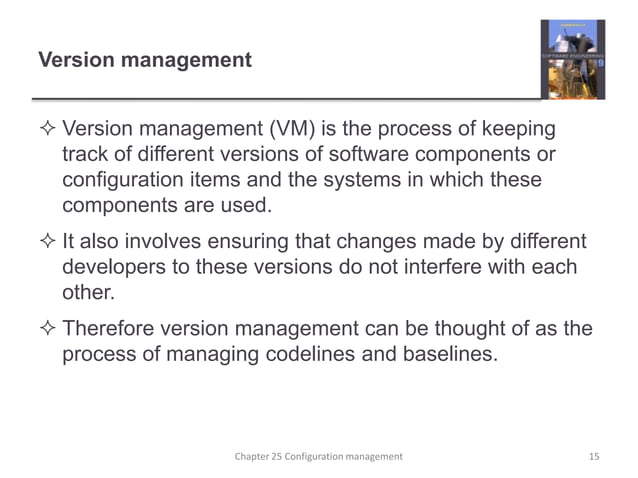 Version management
SOFTWARE ENGINEERING
9
✧ Version management (VM) is the process of keeping
track of different versions of software components or
configuration items and the systems in which these
components are used.
✧ It also involves ensuring that changes made by different
developers to these versions do not interfere with each
other.
✧ Therefore version management can be thought of as the
process of managing codelines and baselines.
Chapter 25 Configuration management
15